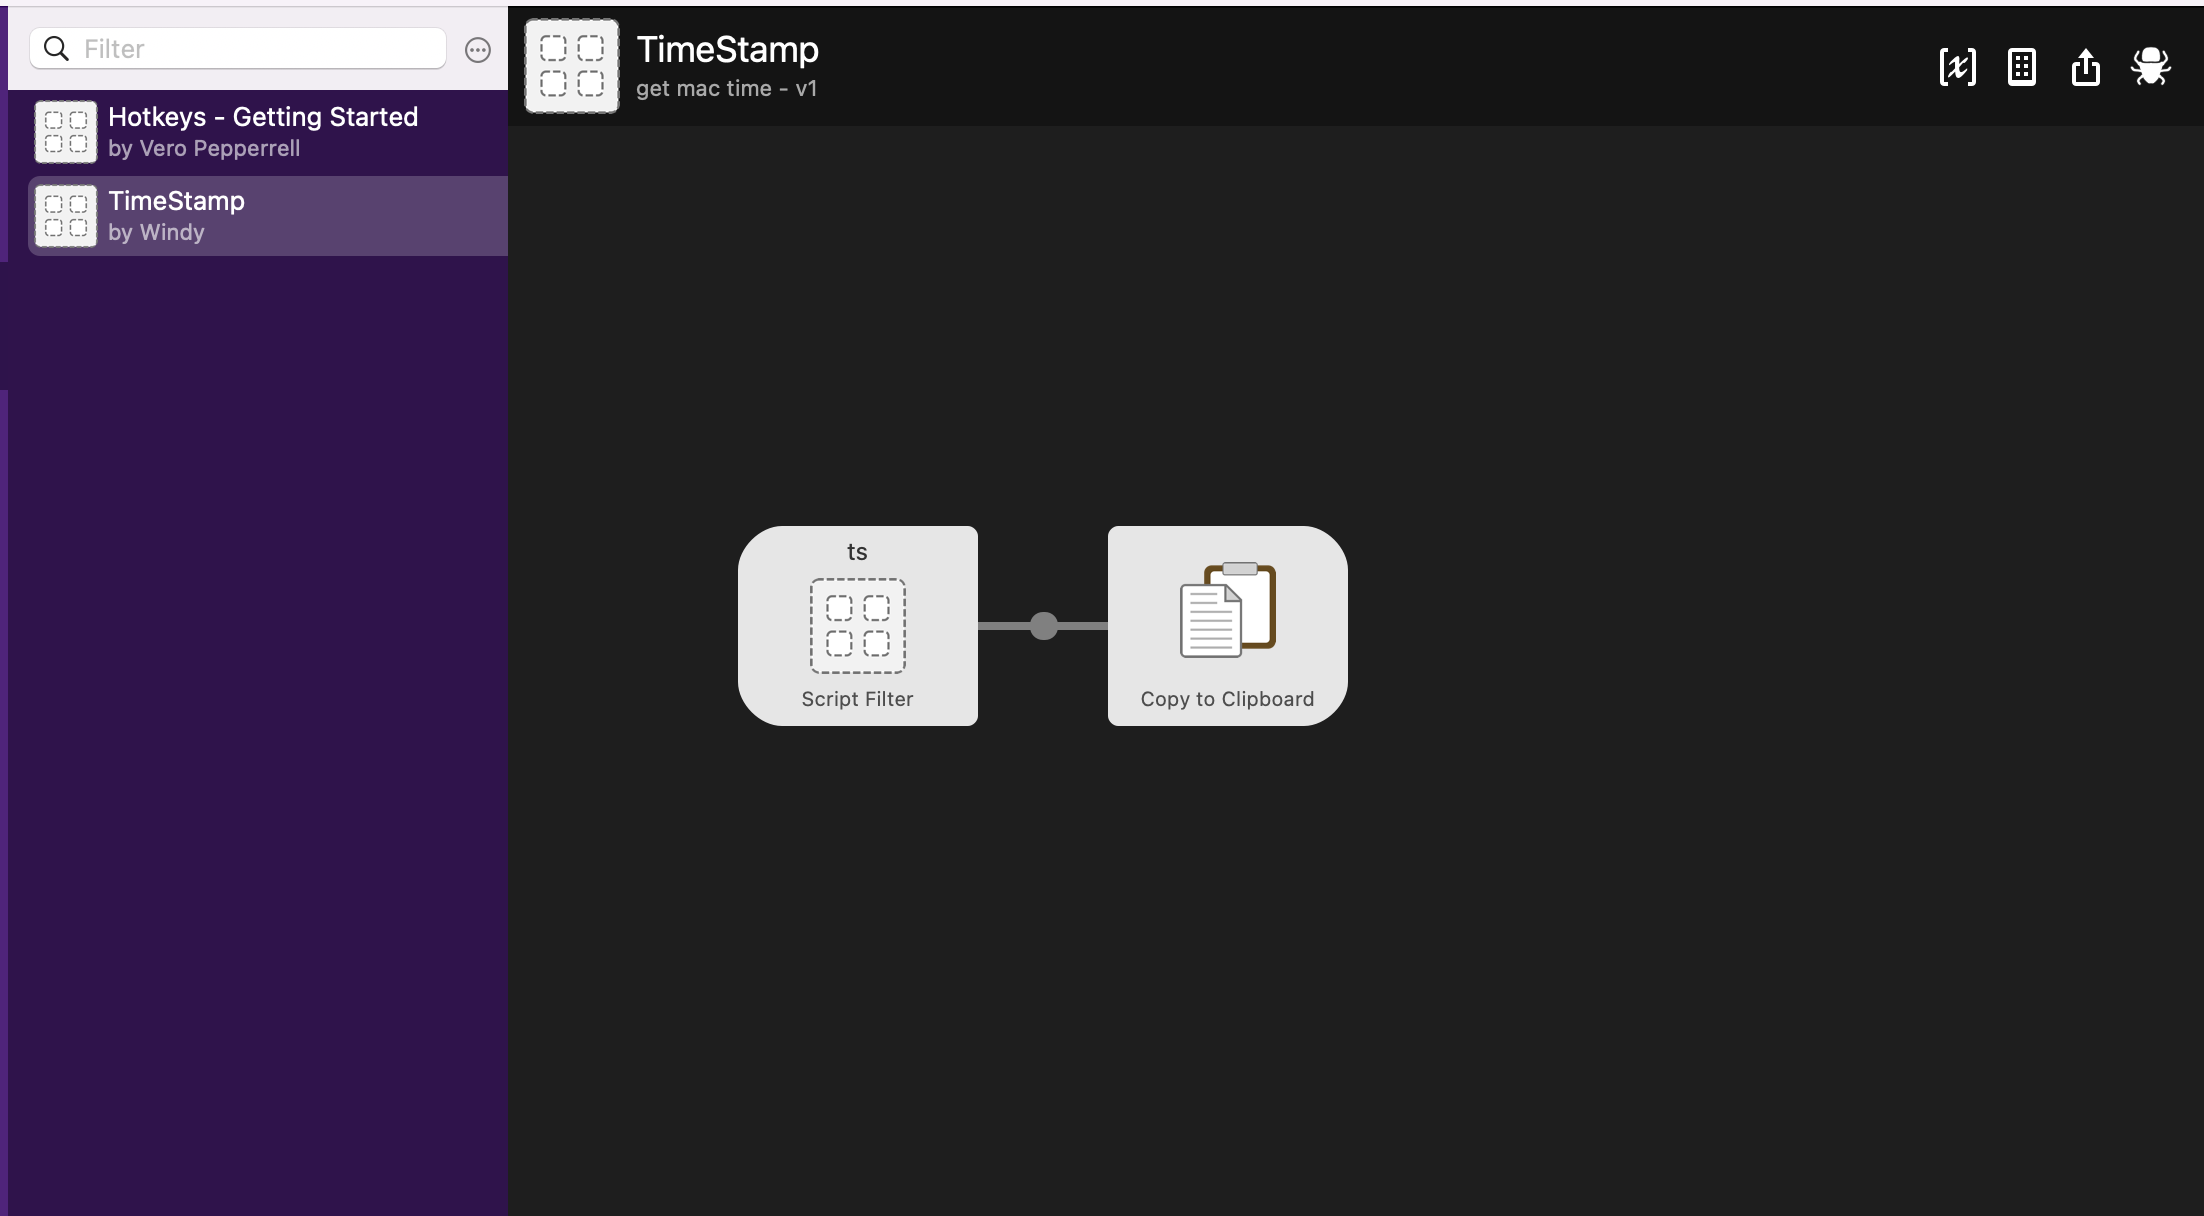 Filter
Hotkeys - Getting Started
by Vero Pepperrell
TimeStamp
by Windy
TimeStamp
get mac time - v1
ts
Script Filter
Copy to Clipboard